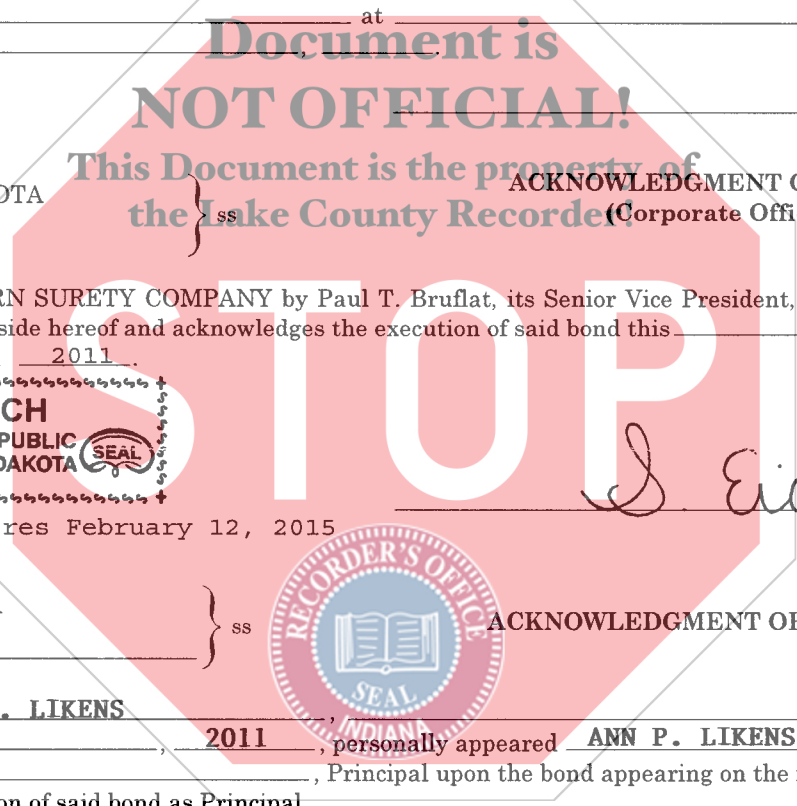 at
Document is
NOT OFFICIAL!
This Document is the property of
the Lake County Recorder!
OTA } ss ACKNOWLEDGMENT O
(Corporate Offi
RN SURETY COMPANY by Paul T. Bruflat, its Senior Vice President,
side hereof and acknowledges the execution of said bond this
2011.
CH
PUBLIC
DAKOTA
SEAL
STOP
S. Eic
res February 12, 2015
RECORDER'S OFFICE
SEAL
INDIANA
} ss ACKNOWLEDGMENT OF
. LIKENS,
, 2011, personally appeared ANN P. LIKENS
, Principal upon the bond appearing on the
on of said bond as Principal